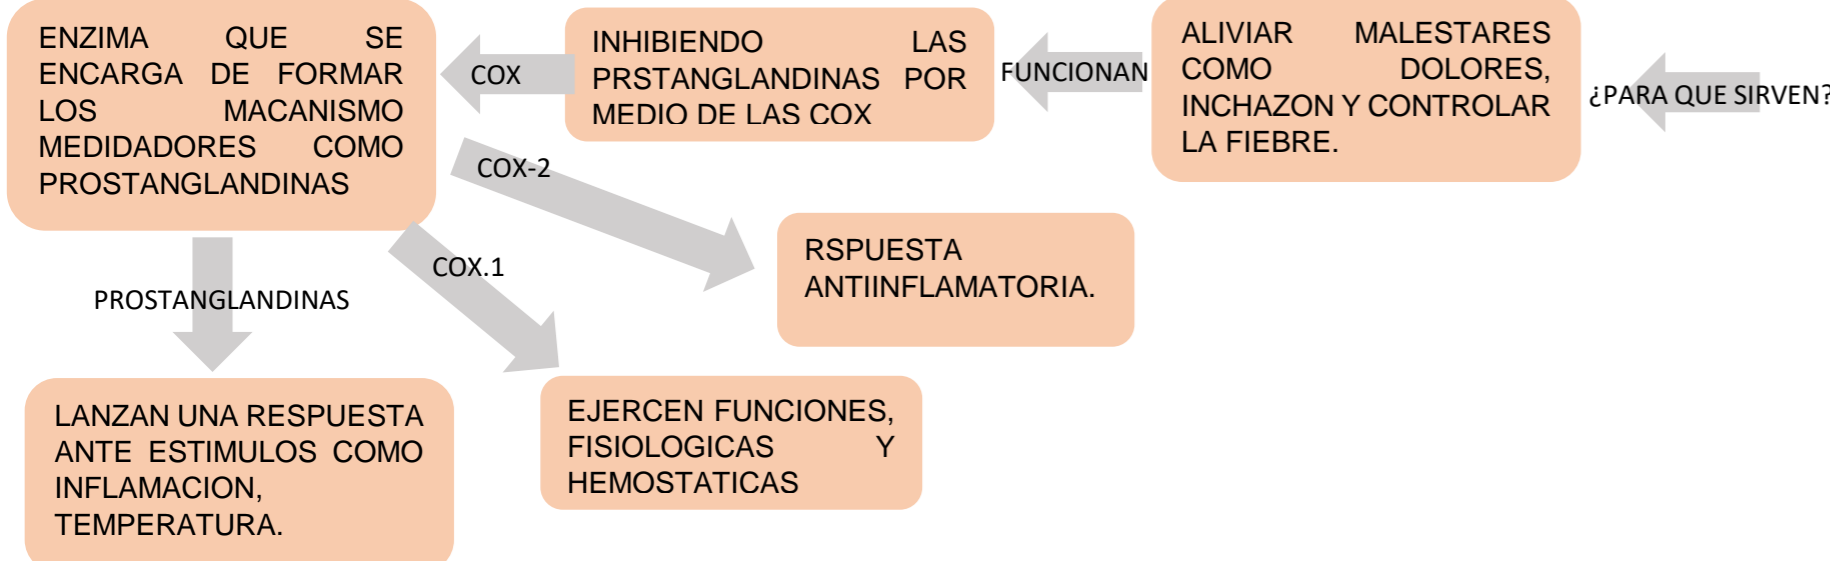 ENZIMA QUE SE
ENCARGA DE FORMAR
LOS MACANISMO
MEDIDADORES COMO
PROSTANGLANDINAS
COX
INHIBIENDO LAS
PRSTANGLANDINAS POR
MEDIO DE LAS COX
FUNCIONAN
ALIVIAR MALESTARES
COMO DOLORES,
INCHAZON Y CONTROLAR
LA FIEBRE.
¿PARA QUE SIRVEN?
COX-2
RSPUESTA
ANTIINFLAMATORIA.
COX.1
PROSTANGLANDINAS
LANZAN UNA RESPUESTA
ANTE ESTIMULOS COMO
INFLAMACION,
TEMPERATURA.
EJERCEN FUNCIONES,
FISIOLOGICAS Y
HEMOSTATICAS